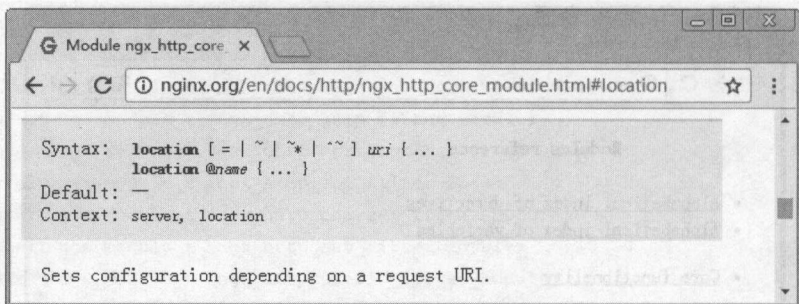 Module ngx_http_core_
nginx.org/en/docs/http/ngx_http_core_module.html#location
Syntax: location [ = | ~ | ~* | ^~ ] uri { ... }
location @name { ... }
Default: —
Context: server, location
Sets configuration depending on a request URI.